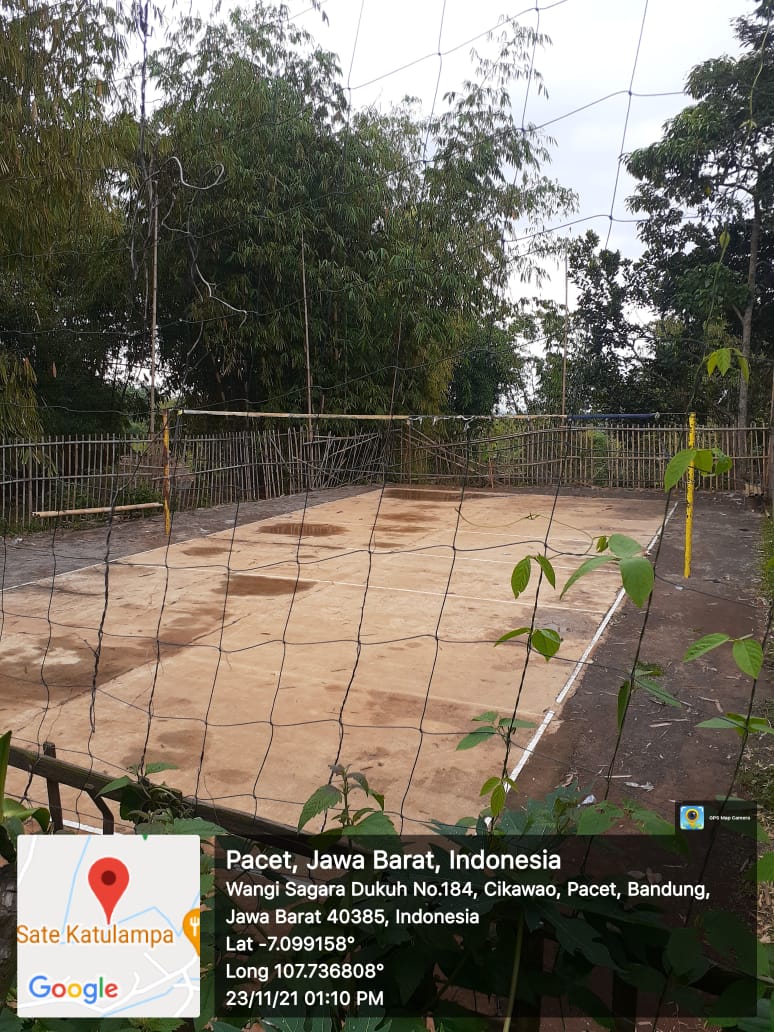 GPS Map Camera
Pacet, Jawa Barat, Indonesia
Wangi Sagara Dukuh No.184, Cikawao, Pacet, Bandung,
Jawa Barat 40385, Indonesia
Lat -7.099158°
Long 107.736808°
23/11/21 01:10 PM
Sate Katulampa
Google